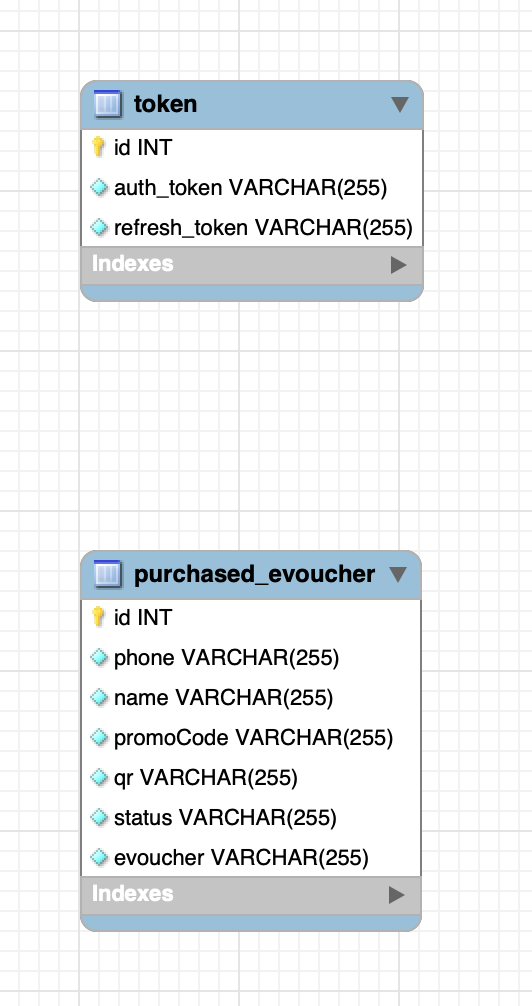 token
id INT
auth_token VARCHAR(255)
refresh_token VARCHAR(255)
Indexes
purchased_evoucher
id INT
phone VARCHAR(255)
name VARCHAR(255)
promoCode VARCHAR(255)
qr VARCHAR(255)
status VARCHAR(255)
evoucher VARCHAR(255)
Indexes